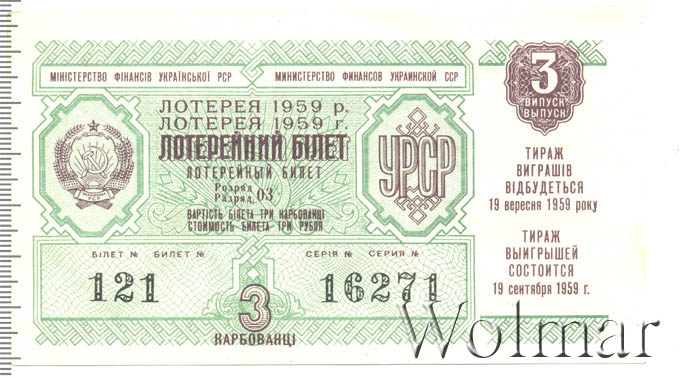 МІНІСТЕРСТВО ФІНАНСІВ УКРАЇНСЬКОЇ РСР
МИНИСТЕРСТВО ФИНАНСОВ УКРАИНСКОЙ ССР
ЛОТЕРЕЯ 1959 р.
ЛОТЕРЕЯ 1959 г.
ЛОТЕРЕЙНИЙ БІЛЕТ
ЛОТЕРЕЙНЫЙ БИЛЕТ
Розряд
Разряд 03
ВАРТІСТЬ БІЛЕТА ТРИ КАРБОВАНЦІ
СТОИМОСТЬ БИЛЕТА ТРИ РУБЛЯ
УРСР
БІЛЕТ № БИЛЕТ №
121
СЕРІЯ № СЕРИЯ №
16271
3
КАРБОВАНЦІ
3
ВИПУСК
ВЫПУСК
ТИРАЖ
ВИГРАШІВ
ВІДБУДЕТЬСЯ
19 вересня 1959 року
ТИРАЖ
ВЫИГРЫШЕЙ
СОСТОИТСЯ
19 сентября 1959 г.
Wolmar